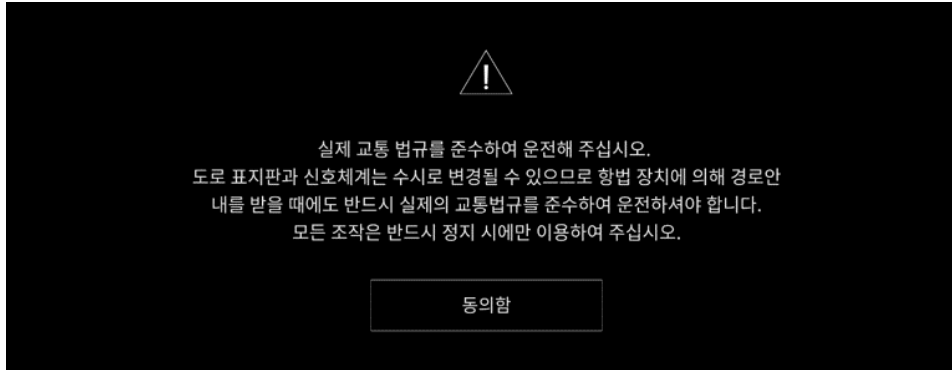 실제 교통 법규를 준수하여 운전해 주십시오.
도로 표지판과 신호체계는 수시로 변경될 수 있으므로 항법 장치에 의해 경로안
내를 받을 때에도 반드시 실제의 교통법규를 준수하여 운전하셔야 합니다.
모든 조작은 반드시 정지 시에만 이용하여 주십시오.
동의함